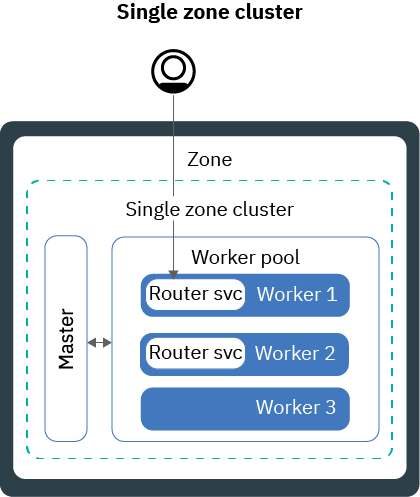 Single zone cluster
Zone
Single zone cluster
Worker pool
Master
Router svc Worker 1
Router svc Worker 2
Worker 3